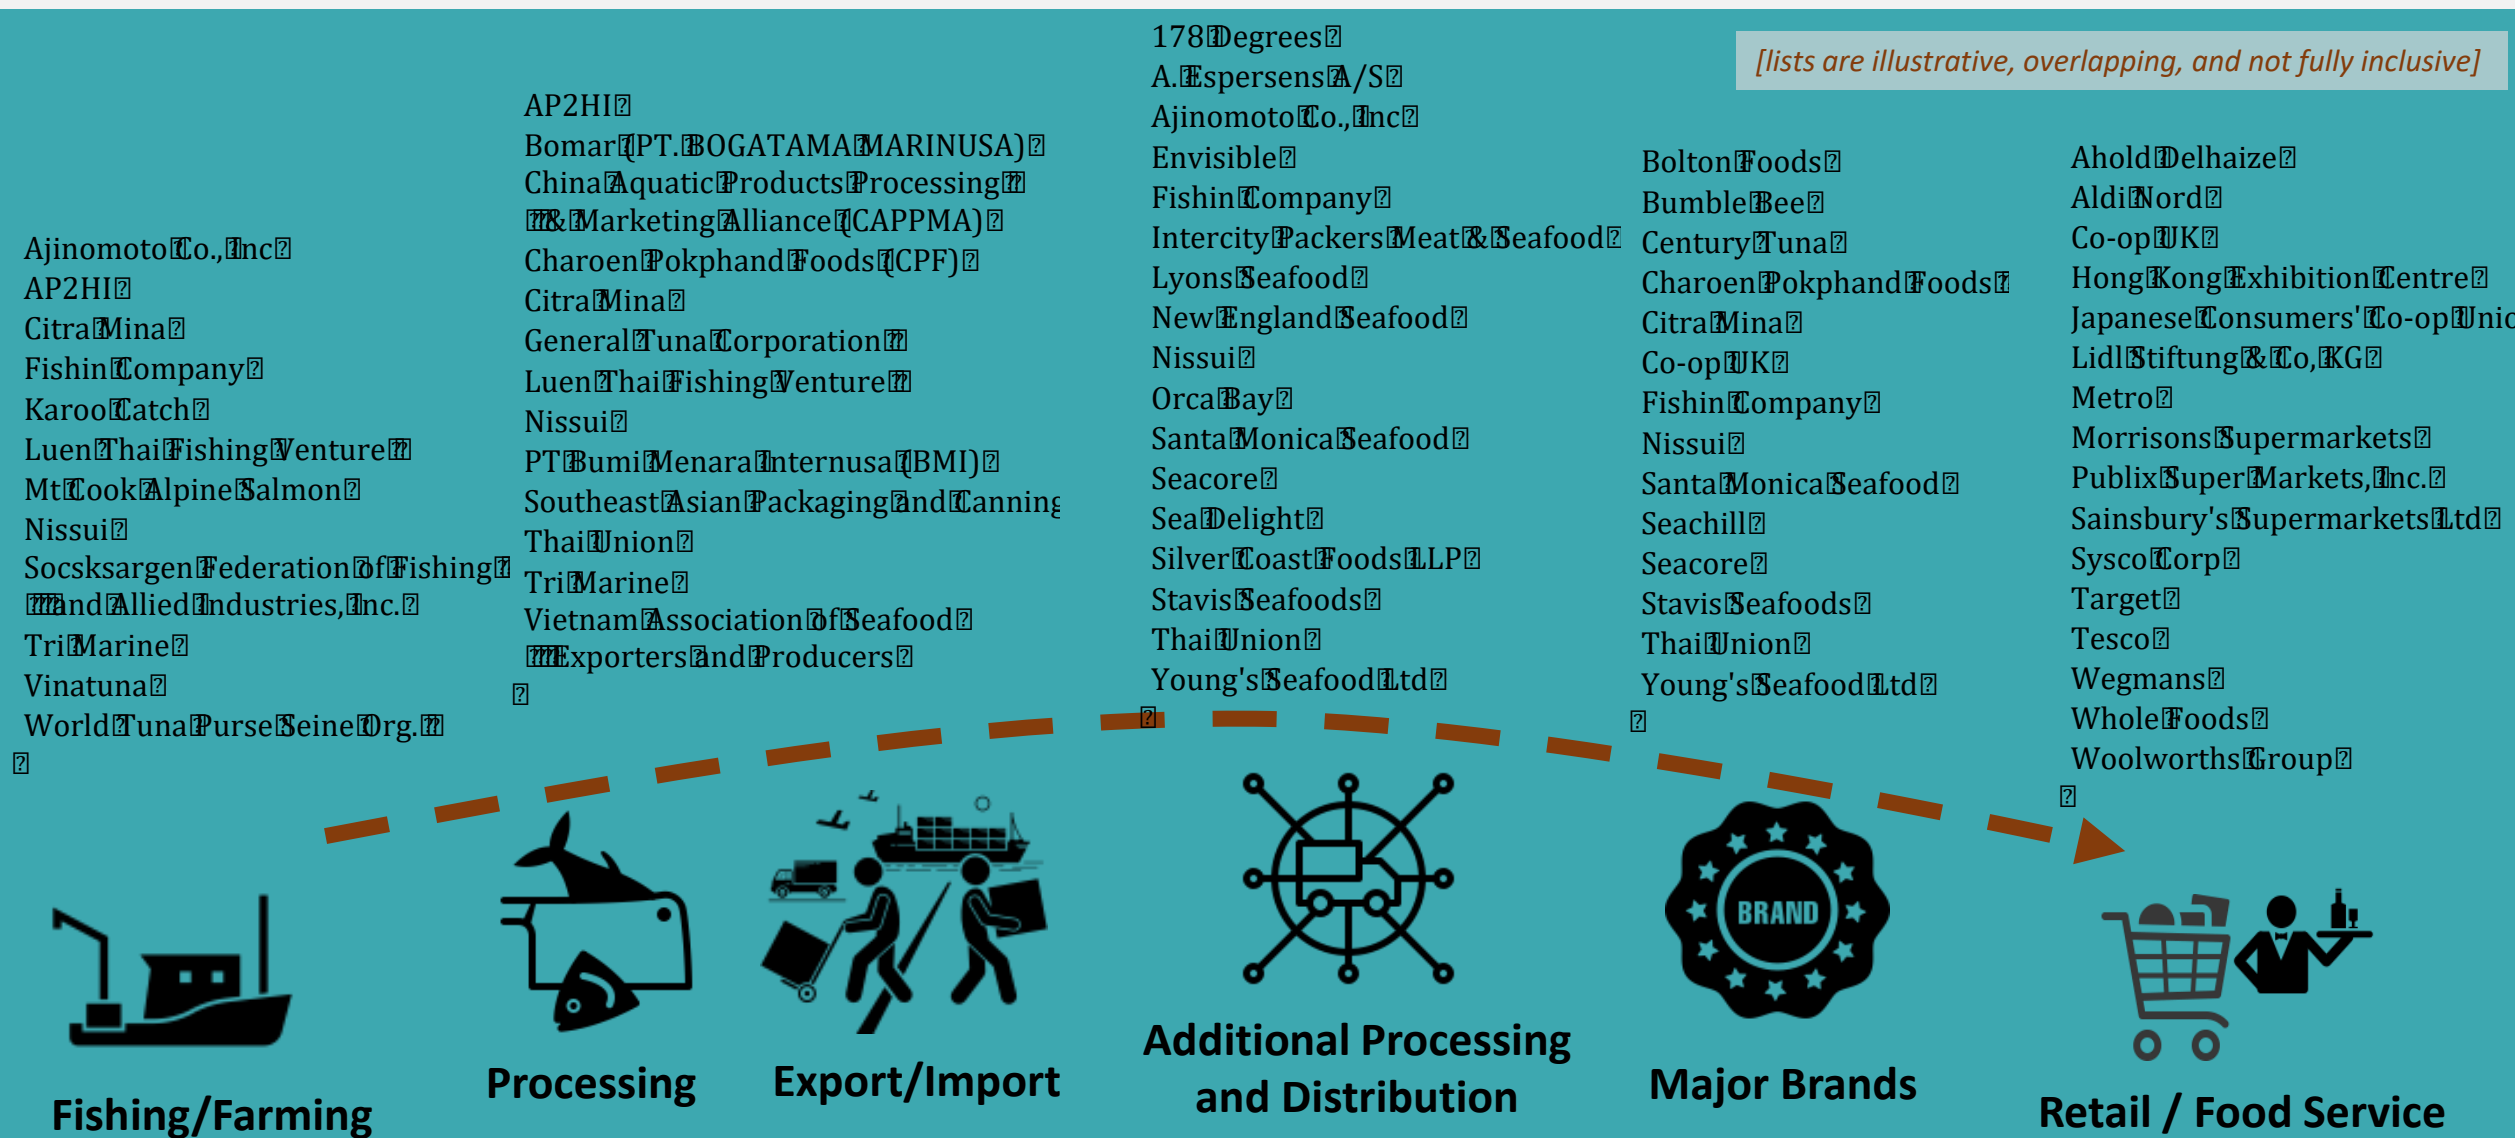 [lists are illustrative, overlapping, and not fully inclusive]
Ajinomoto Co., Inc
AP2HI
Citra Mina
Fishin Company
Karoo Catch
Luen Thai Fishing Venture
Mt Cook Alpine Salmon
Nissui
Socsksargen Federation of Fishing
and Allied Industries, Inc.
Tri Marine
Vinatuna
World Tuna Purse Seine Org.
AP2HI
Bomar (PT. BOGATAMA MARINUSA)
China Aquatic Products Processing
& Marketing Alliance (CAPPMA)
Charoen Pokphand Foods (CPF)
Citra Mina
General Tuna Corporation
Luen Thai Fishing Venture
Nissui
PT Bumi Menara Internusa (BMI)
Southeast Asian Packaging and Canning
Thai Union
Tri Marine
Vietnam Association of Seafood
Exporters and Producers
178 Degrees
A. Espersens A/S
Ajinomoto Co., Inc
Envisible
Fishin Company
Intercity Packers Meat & Seafood
Lyons Seafood
New England Seafood
Nissui
Orca Bay
Santa Monica Seafood
Seacore
Sea Delight
Silver Coast Foods LLP
Stavis Seafoods
Thai Union
Young's Seafood Ltd
Bolton Foods
Bumble Bee
Century Tuna
Charoen Pokphand Foods
Citra Mina
Co-op UK
Fishin Company
Nissui
Santa Monica Seafood
Seachill
Seacore
Stavis Seafoods
Thai Union
Young's Seafood Ltd
Ahold Delhaize
Aldi Nord
Co-op UK
Hong Kong Exhibition Centre
Japanese Consumers' Co-op Unio
Lidl Stiftung & Co, KG
Metro
Morrisons Supermarkets
Publix Super Markets, Inc.
Sainsbury's Supermarkets Ltd
Sysco Corp
Target
Tesco
Wegmans
Whole Foods
Woolworths Group
BRAND
Fishing/Farming
Processing
Export/Import
Additional Processing
and Distribution
Major Brands
Retail / Food Service